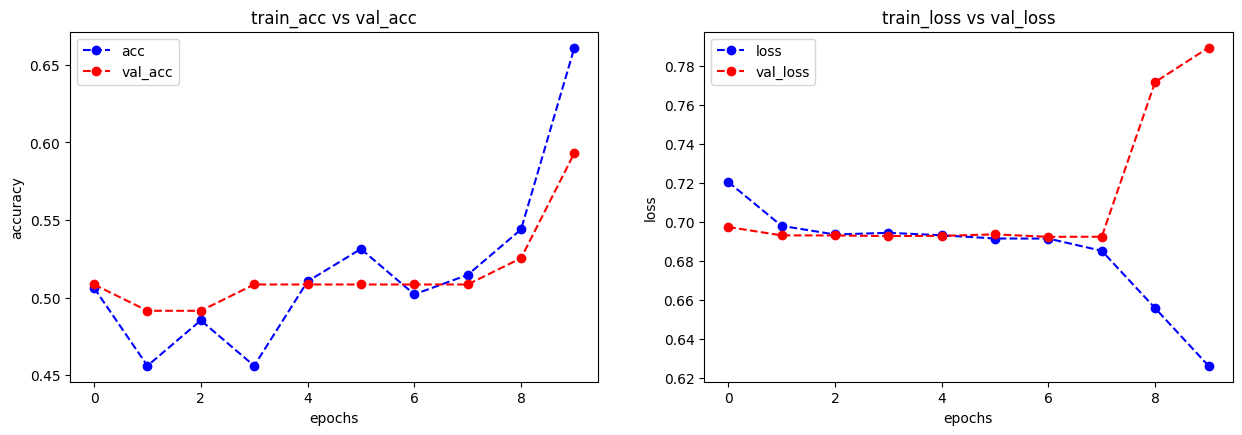 train_acc vs val_acc
acc
val_acc
0.65
0.60
0.55
0.50
0.45
accuracy
0 2 4 6 8
epochs
train_loss vs val_loss
loss
val_loss
0.78
0.76
0.74
0.72
0.70
0.68
0.66
0.64
0.62
loss
0 2 4 6 8
epochs